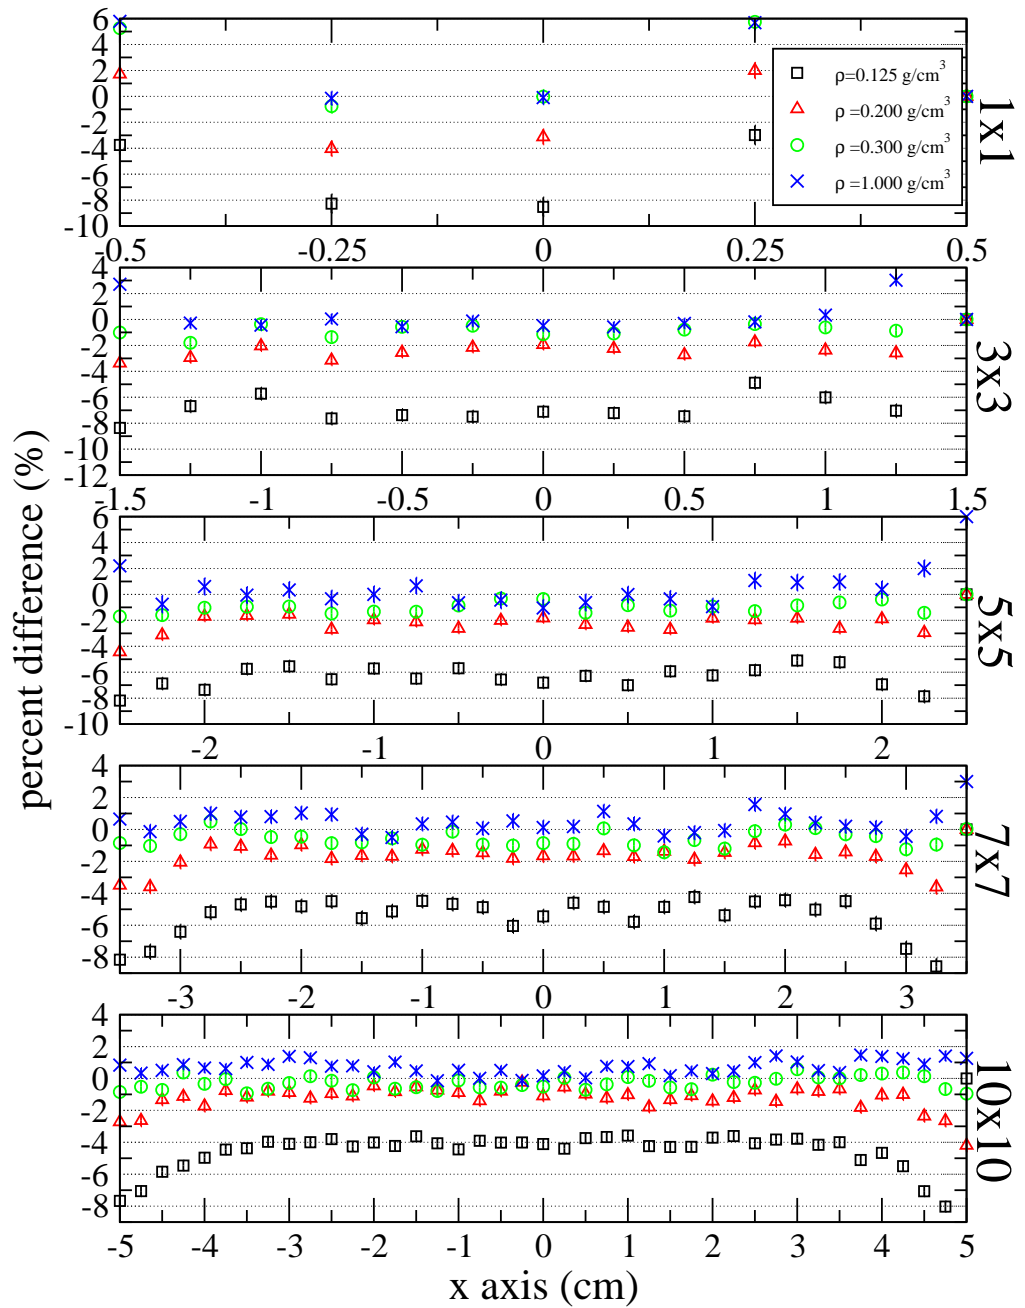 6
4
2
0
-2
-4
-6
-8
-10
-0.5 -0.25 0 0.25 0.5
ρ=0.125 g/cm3
ρ =0.200 g/cm3
ρ =0.300 g/cm3
ρ =1.000 g/cm3
1x1
4
2
0
-2
-4
-6
-8
-10
-12
-1.5 -1 -0.5 0 0.5 1 1.5
3x3
6
4
2
0
-2
-4
-6
-8
-10
-2 -1 0 1 2
5x5
percent difference (%)
4
2
0
-2
-4
-6
-8
-3 -2 -1 0 1 2 3
7x7
4
2
0
-2
-4
-6
-8
-5 -4 -3 -2 -1 0 1 2 3 4 5
10x10
x axis (cm)